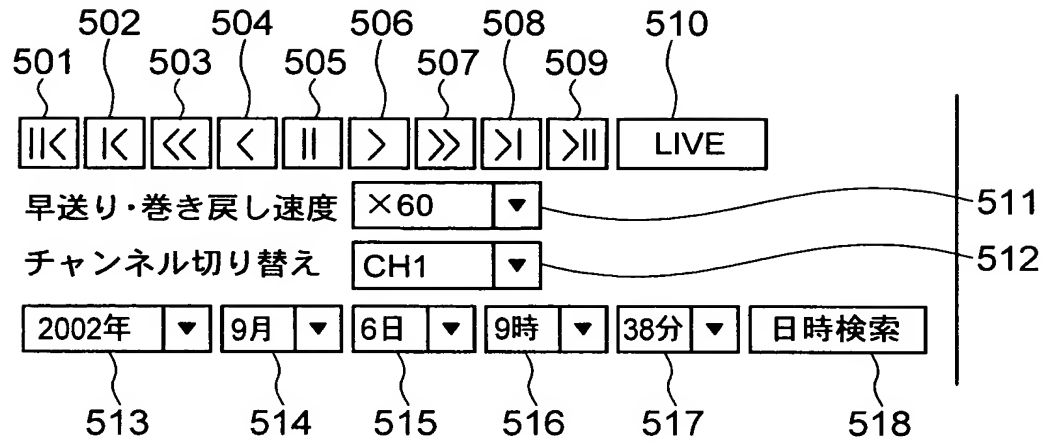 502 504 506 508 510
501 503 505 507 509
II< I< << < II > >> >I >II LIVE
早送り・巻き戻し速度 ×60 ▼ 511
チャンネル切り替え CH1 ▼ 512
2002年 ▼ 9月 ▼ 6日 ▼ 9時 ▼ 38分 ▼ 日時検索
513 514 515 516 517 518